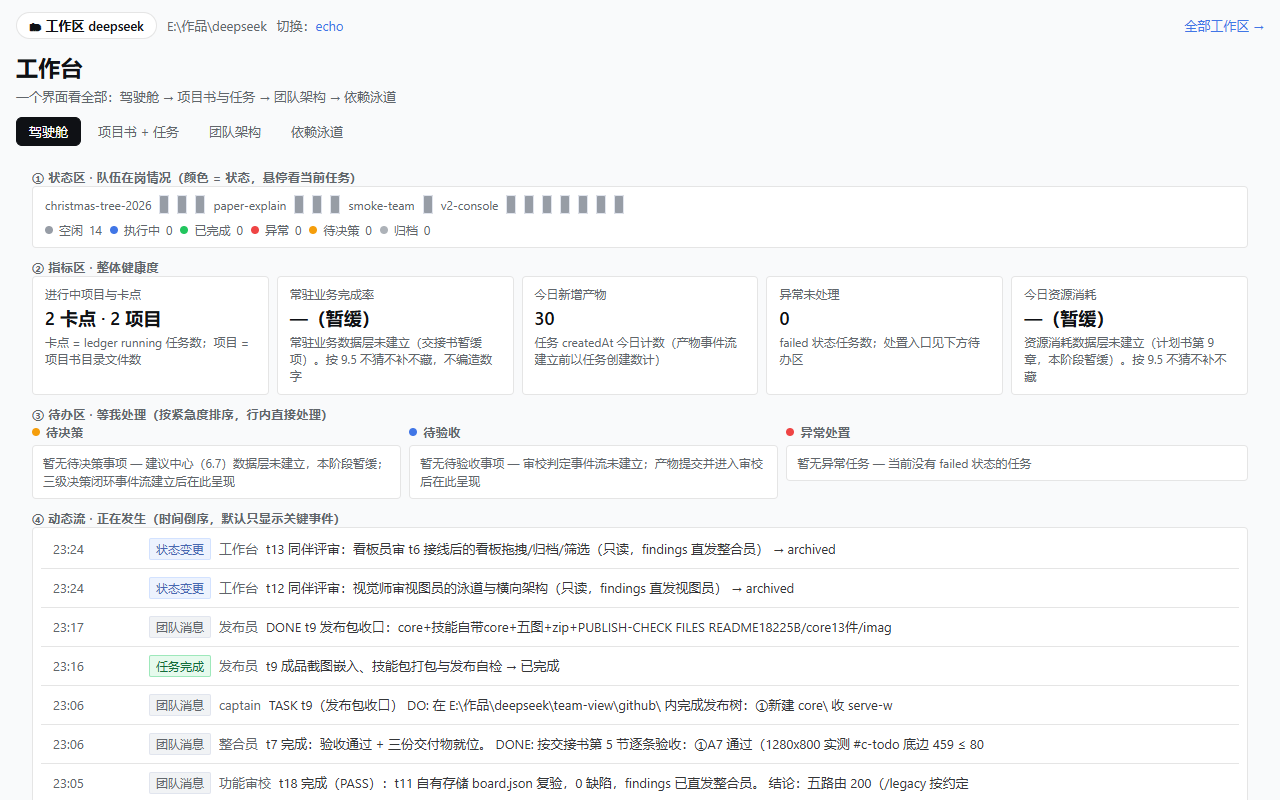 工作区 deepseek E:\作品\deepseek 切换： echo 全部工作区 →
工作台
一个界面看全部：驾驶舱 → 项目书与任务 → 团队架构 → 依赖泳道
驾驶舱 项目书 + 任务 团队架构 依赖泳道
① 状态区 · 队伍在岗情况（颜色 = 状态，悬停看当前任务）
christmas-tree-2026 paper-explain smoke-team v2-console
空闲 14 执行中 0 已完成 0 异常 0 待决策 0 归档 0
② 指标区 · 整体健康度
进行中项目与卡点
2 卡点 · 2 项目
卡点 = ledger running 任务数；项目 =
项目书目录文件数
常驻业务完成率
—（暂缓）
常驻业务数据层未建立（交接书暂缓
项）。按 9.5 不猜不补不藏，不编造数
字
今日新增产物
30
任务 createdAt 今日计数（产物事件流
建立前以任务创建数计）
异常未处理
0
failed 状态任务数；处置入口见下方待
办区
今日资源消耗
—（暂缓）
资源消耗数据层未建立（计划书第 9
章，本阶段暂缓）。按 9.5 不猜不补不
藏
③ 待办区 · 等我处理（按紧急度排序，行内直接处理）
待决策
暂无待决策事项 — 建议中心（6.7）数据层未建立，本阶段暂缓；
三级决策闭环事件流建立后在此呈现
待验收
暂无待验收事项 — 审校判定事件流未建立；产物提交并进入审校
后在此呈现
异常处置
暂无异常任务 — 当前没有 failed 状态的任务
④ 动态流 · 正在发生（时间倒序，默认只显示关键事件）
23:24 状态变更 工作台 t13 同伴评审：看板员审 t6 接线后的看板拖拽/归档/筛选（只读，findings 直发整合员） → archived
23:24 状态变更 工作台 t12 同伴评审：视觉师审视图员的泳道与横向架构（只读，findings 直发视图员） → archived
23:17 团队消息 发布员 DONE t9 发布包收口：core+技能自带core+五图+zip+PUBLISH-CHECK FILES README18225B/core13件/imag
23:16 任务完成 发布员 t9 成品截图嵌入、技能包打包与发布自检 → 已完成
23:06 团队消息 captain TASK t9（发布包收口） DO: 在 E:\作品\deepseek\team-view\github\ 内完成发布树：①新建 core\ 收 serve-w
23:06 团队消息 整合员 t7 完成：验收通过 + 三份交付物就位。 DONE: 按交接书第 5 节逐条验收：①A7 通过（1280x800 实测 #c-todo 底边 459 ≤ 80
23:05 团队消息 功能审校 t18 完成（PASS）：t11 自有存储 board.json 复验，0 缺陷，findings 已直发整合员。 结论：五路由 200（/legacy 按约定